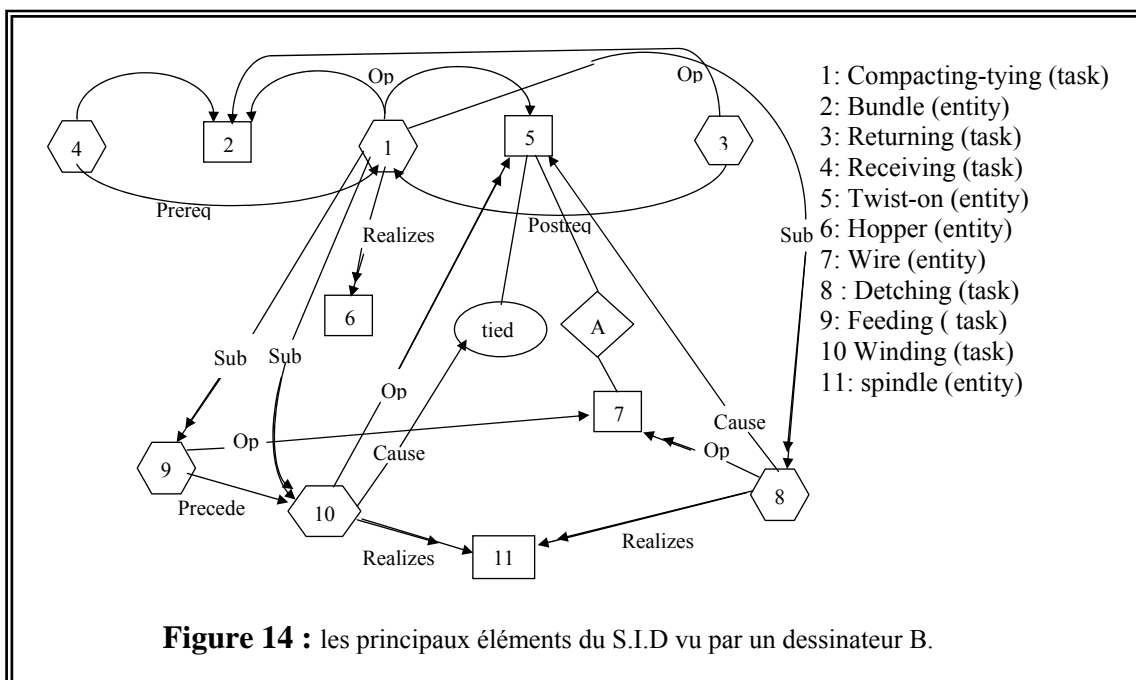 Op
Op
4
2
1
5
3
Prereq
Postreq
Realizes
Sub
6
tied
A
Sub
Sub
Op
7
Op
Cause
Cause
Op
9
Precede
10
8
Realizes
11
Realizes
1: Compacting-tying (task)
2: Bundle (entity)
3: Returning (task)
4: Receiving (task)
5: Twist-on (entity)
6: Hopper (entity)
7: Wire (entity)
8 : Detching (task)
9: Feeding ( task)
10 Winding (task)
11: spindle (entity)
Figure 14 : les principaux éléments du S.I.D vu par un dessinateur B.